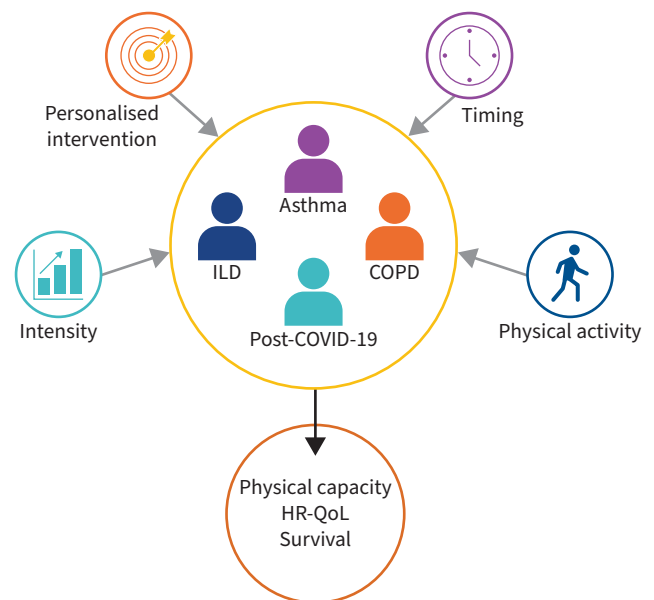 Personalised
intervention
Timing
Asthma
ILD
COPD
Intensity
Post-COVID-19
Physical activity
Physical capacity
HR-QoL
Survival